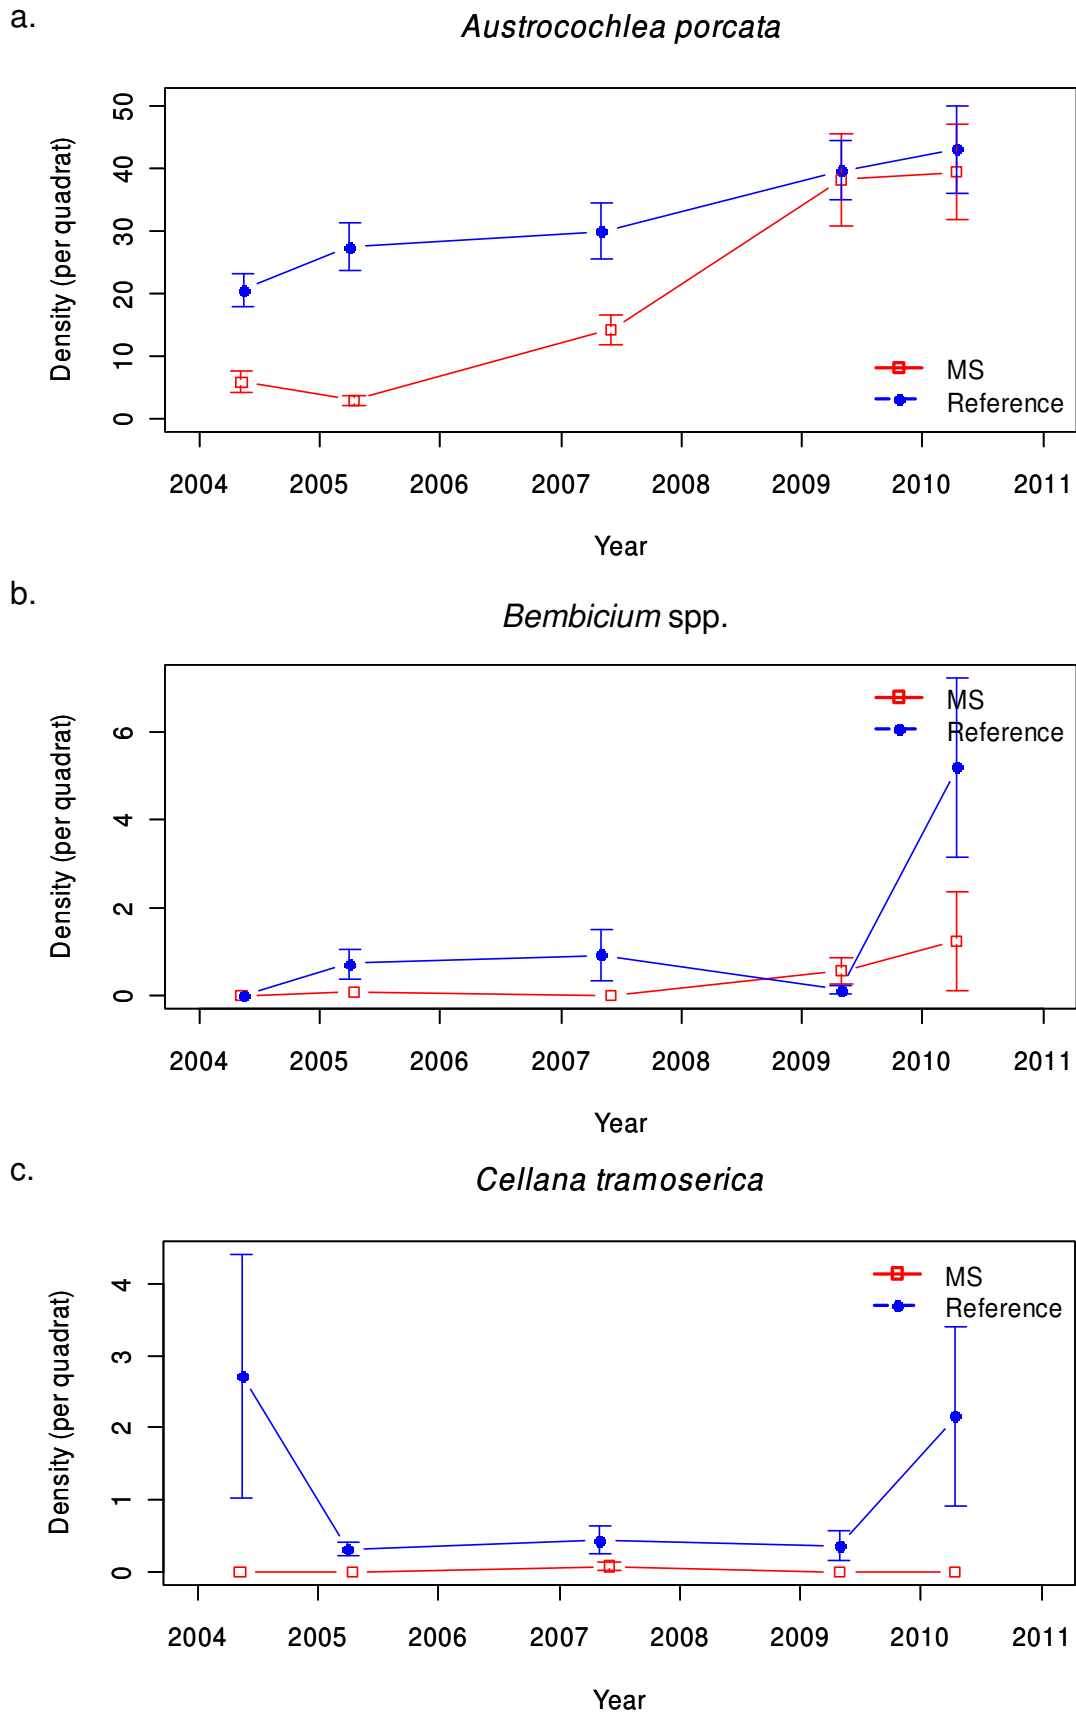 a.
Austrocochlea porcata
Density (per quadrat)
50
40
30
20
10
0
MS
Reference
2004 2005 2006 2007 2008 2009 2010 2011
Year
b.
Bembicium spp.
Density (per quadrat)
6
4
2
0
MS
Reference
2004 2005 2006 2007 2008 2009 2010 2011
Year
c.
Cellana tramoserica
Density (per quadrat)
4
3
2
1
0
MS
Reference
2004 2005 2006 2007 2008 2009 2010 2011
Year